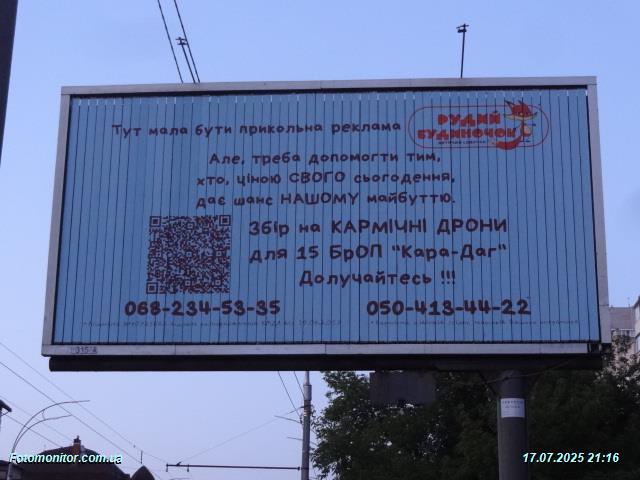 Тут мала бути прикольна реклама
РУДИЙ
БУДИНОЧОК
Але, треба допомогти тим,
хто, ціною СВОГО сьогодення,
дає шанс НАШОМУ майбуттю.
Збір на КАРМІЧНІ ДРОНИ
для 15 БрОП "Кара-Даг"
Долучайтесь !!!
068-234-53-35
050-413-44-22
Fotomonitor.com.ua
17.07.2025 21:16